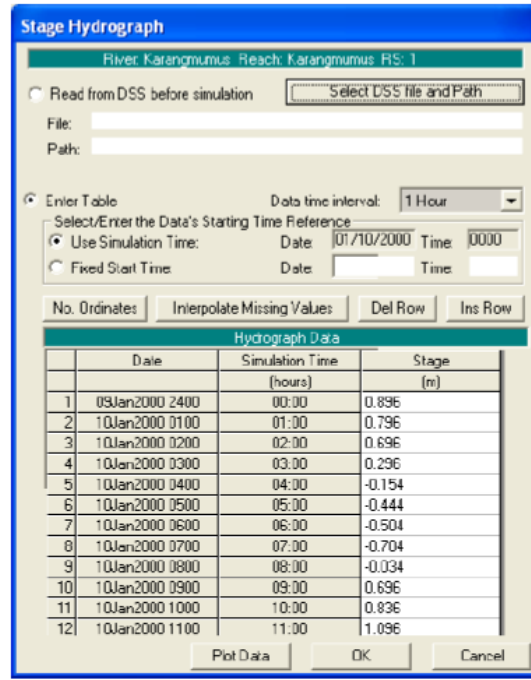 Stage Hydrograph
River: Karangmumus Reach: Karangmumus RS: 1
Read from DSS before simulation Select DSS file and Path
File:
Path:
Enter Table Data time interval: 1 Hour
Select/Enter the Data's Starting Time Reference
Use Simulation Time: Date: 01/10/2000 Time: 0000
Fixed Start Time: Date: Time:
No. Ordinates Interpolate Missing Values Del Row Ins Row
Hydrograph Data
Date Simulation Time Stage
(hours) (m)
1 09Jan2000 2400 00:00 0.896
2 10Jan2000 0100 01:00 0.796
3 10Jan2000 0200 02:00 0.696
4 10Jan2000 0300 03:00 0.296
5 10Jan2000 0400 04:00 -0.154
6 10Jan2000 0500 05:00 -0.444
7 10Jan2000 0600 06:00 -0.504
8 10Jan2000 0700 07:00 -0.704
9 10Jan2000 0800 08:00 -0.034
10 10Jan2000 0900 09:00 0.696
11 10Jan2000 1000 10:00 0.836
12 10Jan2000 1100 11:00 1.096
Plot Data OK Cancel